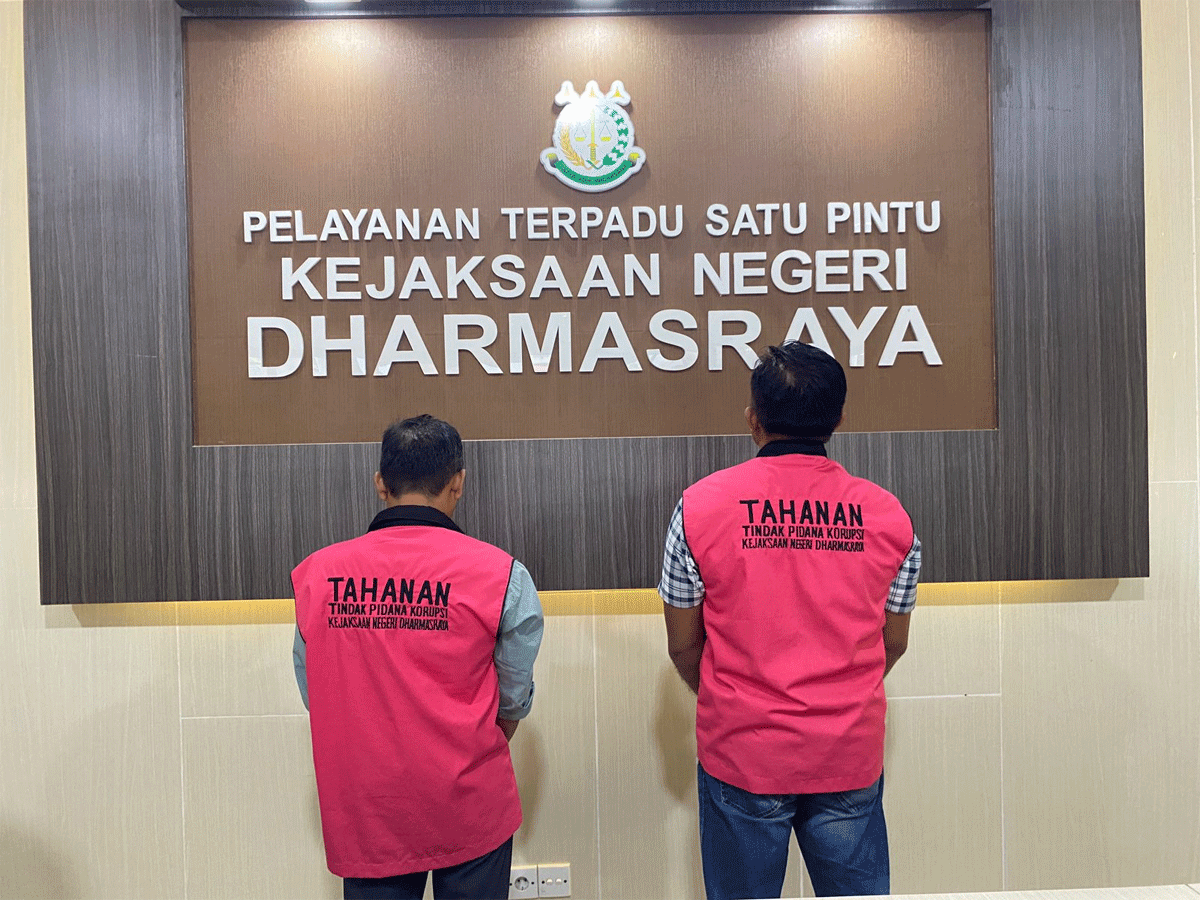 PELAYANAN TERPADU SATU PINTU
KEJAKSAAN NEGERI
DHARMASRAYA
TAHANAN
TINDAK PIDANA KORUPSI
KEJAKSAAN NEGERI DHARMASRAYA
TAHANAN
TINDAK PIDANA KORUPSI
KEJAKSAAN NEGERI DHARMASRAYA